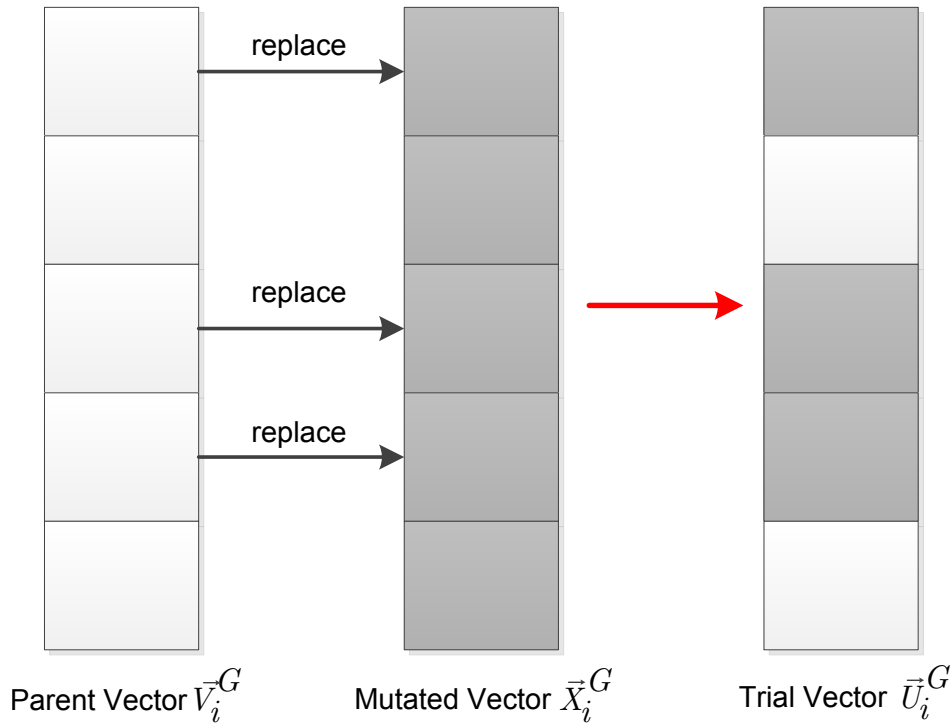 replace
replace
replace
Parent Vector $\vec{V}_i^G$
Mutated Vector $\vec{X}_i^G$
Trial Vector $\vec{U}_i^G$